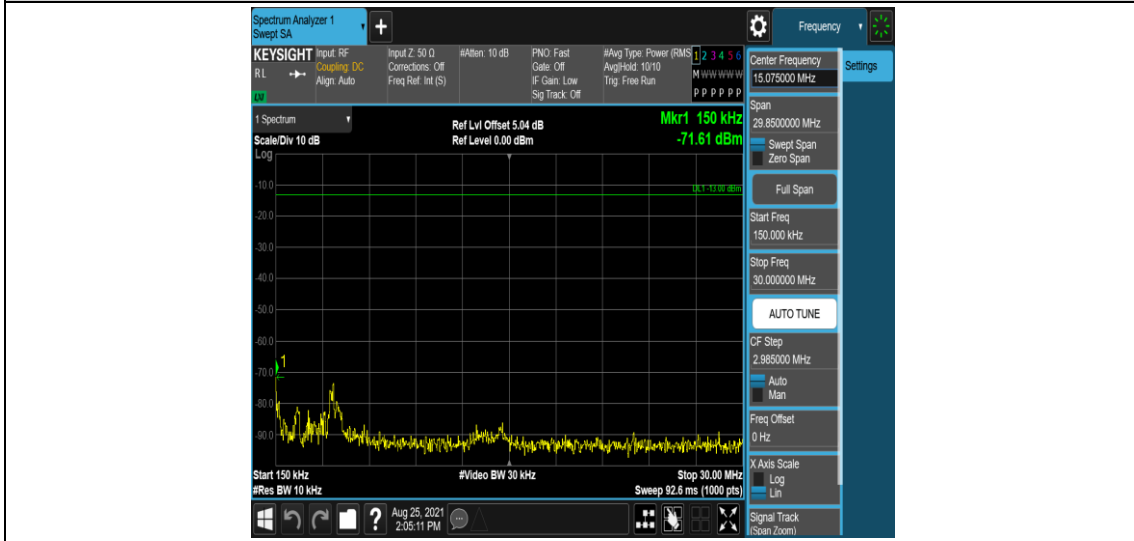 Spectrum Analyzer 1
Swept SA
+
Frequency
KEYSIGHT
RL
Input: RF
Coupling: DC
Align: Auto
Input Z: 50 Ω
Corrections: Off
Freq Ref: Int (S)
#Atten: 10 dB
PNO: Fast
Gate: Off
IF Gain: Low
Sig Track: Off
#Avg Type: Power (RMS
Avg|Hold: 10/10
Trig: Free Run
1 2 3 4 5 6
M W W W W W
P P P P P P
1 Spectrum
Scale/Div 10 dB
Log
Ref Lvl Offset 5.04 dB
Ref Level 0.00 dBm
Mkr1 150 kHz
-71.61 dBm
DL1 -13.00 dBm
-10.0
-20.0
-30.0
-40.0
-50.0
-60.0
-70.0
-80.0
-90.0
1
Start 150 kHz
#Video BW 30 kHz
Stop 30.00 MHz
#Res BW 10 kHz
Sweep 92.6 ms (1000 pts)
Aug 25, 2021
2:05:11 PM
?
Center Frequency
15.075000 MHz
Settings
Span
29.8500000 MHz
Swept Span
Zero Span
Full Span
Start Freq
150.000 kHz
Stop Freq
30.000000 MHz
AUTO TUNE
CF Step
2.985000 MHz
Auto
Man
Freq Offset
0 Hz
X Axis Scale
Log
Lin
Signal Track
(Span Zoom)